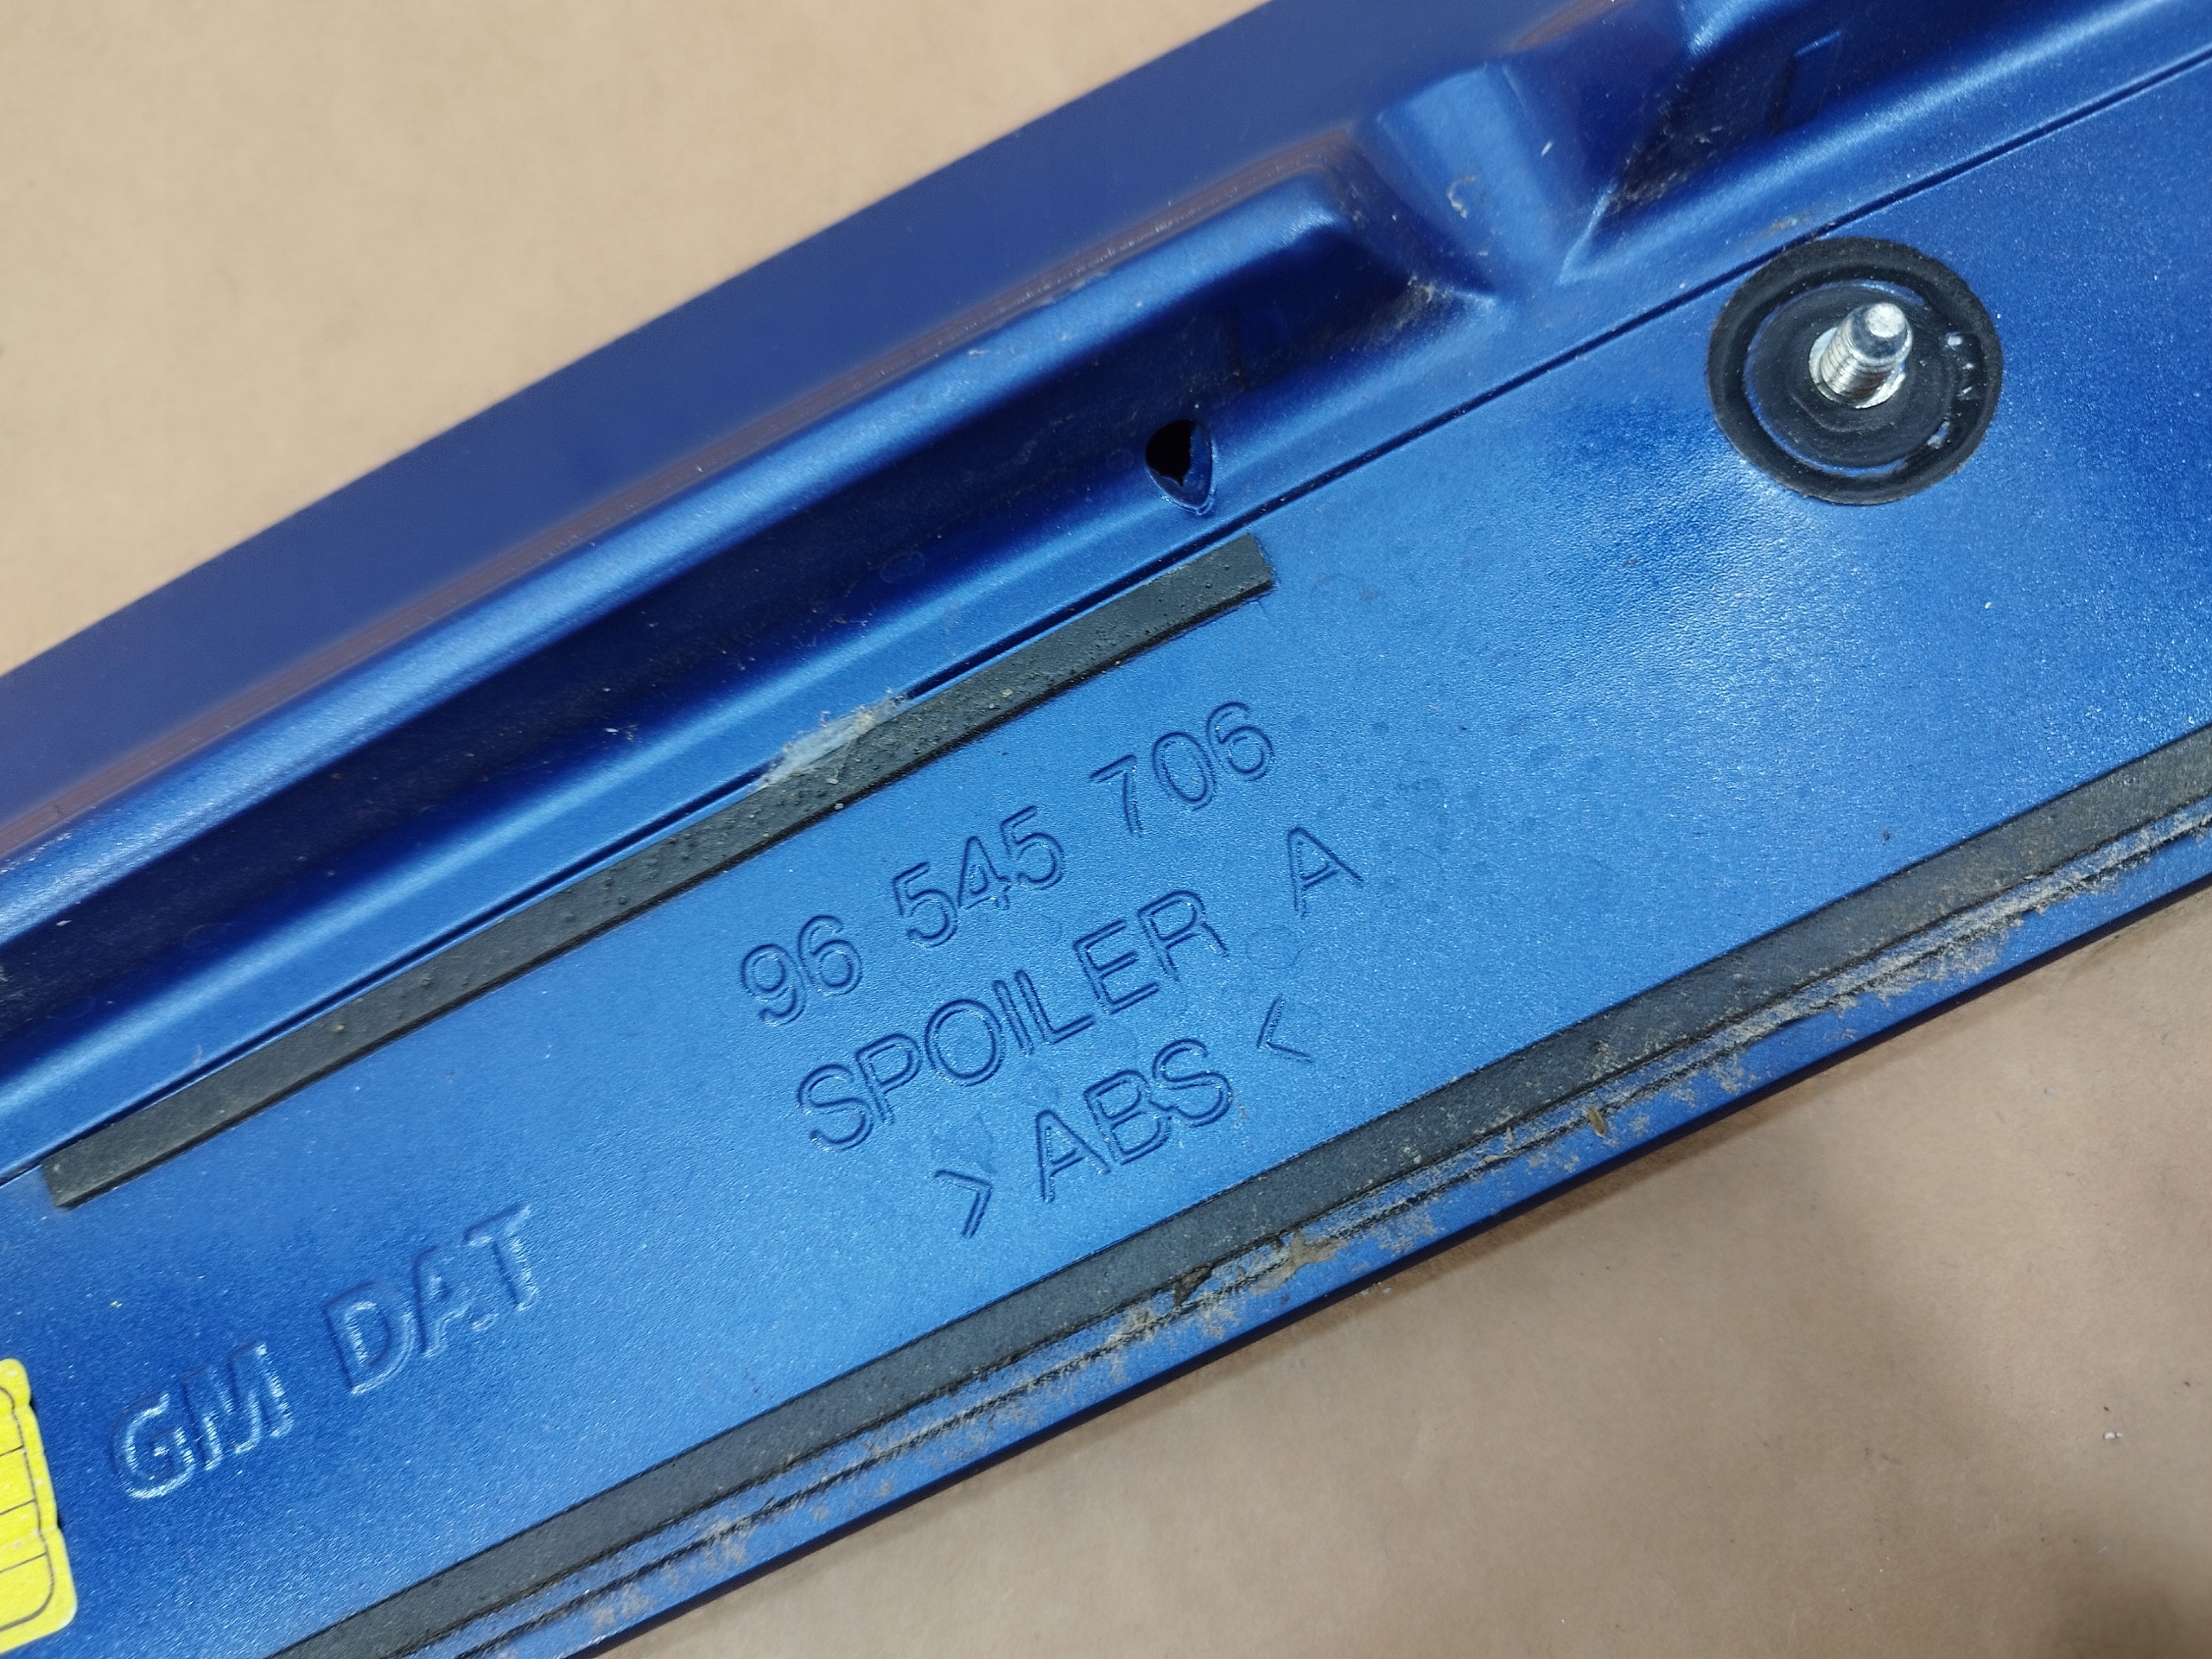 96 545 706
SPOILER A
>ABS<
GM DAT